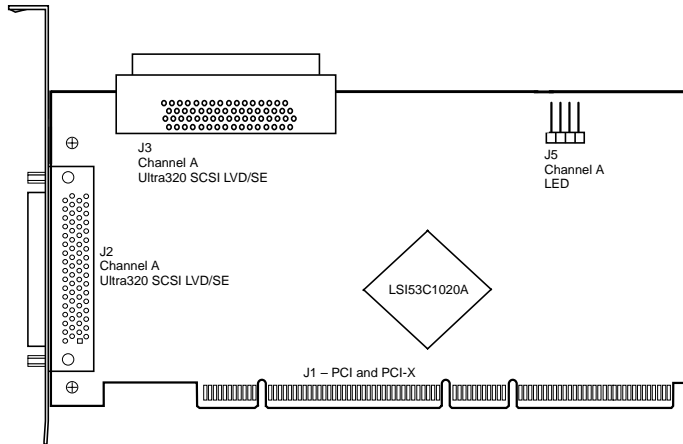 J3
Channel A
Ultra320 SCSI LVD/SE
J5
Channel A
LED
J2
Channel A
Ultra320 SCSI LVD/SE
LSI53C1020A
J1 – PCI and PCI-X